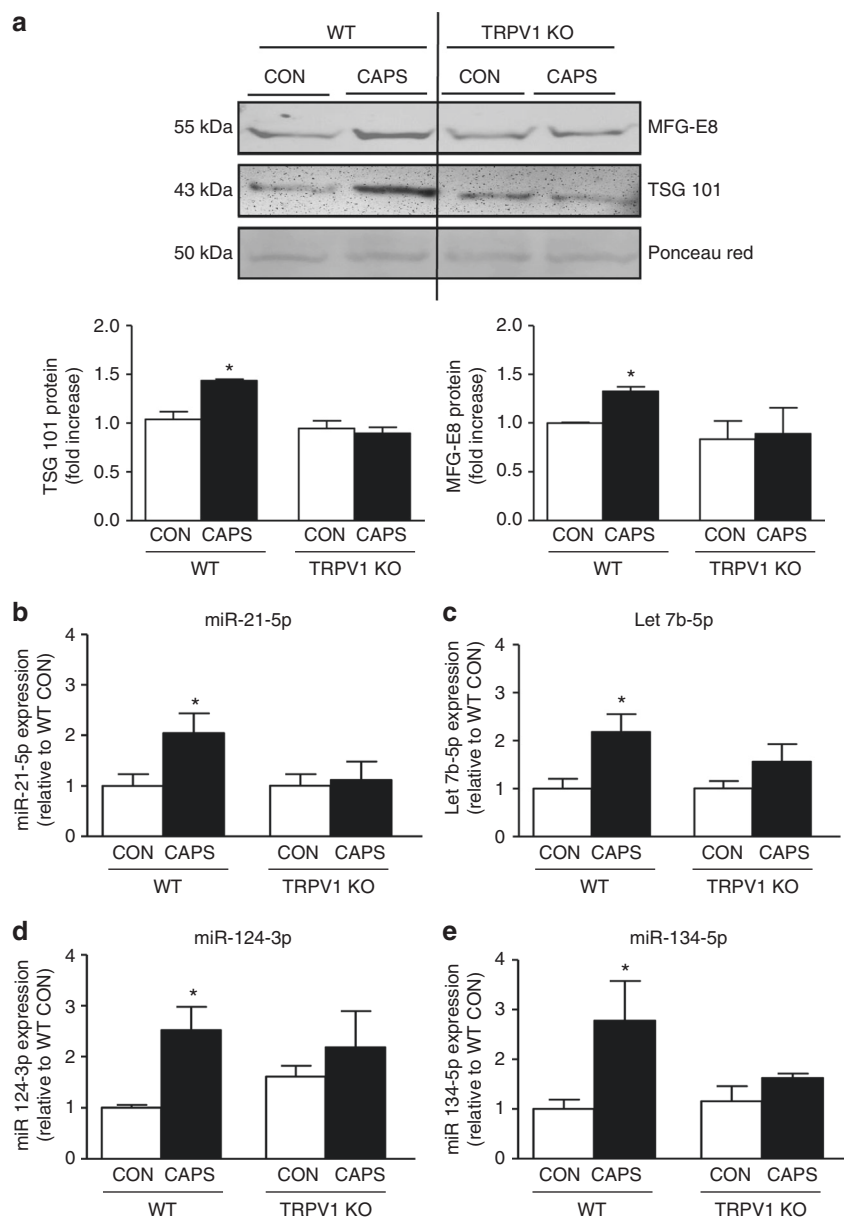 a
WT TRPV1 KO
CON CAPS CON CAPS
55 kDa MFG-E8
43 kDa TSG 101
50 kDa Ponceau red
TSG 101 protein
(fold increase)
2.0
1.5
1.0
0.5
0.0
*
CON CAPS CON CAPS
WT TRPV1 KO
MFG-E8 protein
(fold increase)
2.0
1.5
1.0
0.5
0.0
*
CON CAPS CON CAPS
WT TRPV1 KO
b
miR-21-5p
miR-21-5p expression
(relative to WT CON)
4
3
2
1
0
*
CON CAPS CON CAPS
WT TRPV1 KO
c
Let 7b-5p
Let 7b-5p expression
(relative to WT CON)
4
3
2
1
0
*
CON CAPS CON CAPS
WT TRPV1 KO
d
miR-124-3p
miR 124-3p expression
(relative to WT CON)
4
3
2
1
0
*
CON CAPS CON CAPS
WT TRPV1 KO
e
miR-134-5p
miR 134-5p expression
(relative to WT CON)
4
3
2
1
0
*
CON CAPS CON CAPS
WT TRPV1 KO